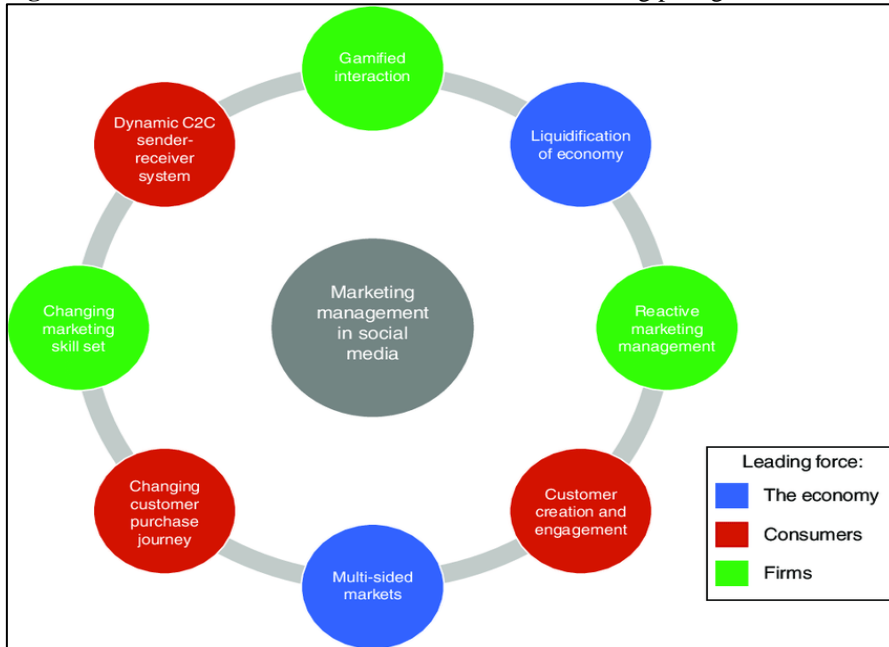 Gamified
interaction
Dynamic C2C
sender-
receiver
system
Liquidification
of economy
Changing
marketing
skill set
Marketing
management
in social
media
Reactive
marketing
management
Changing
customer
purchase
journey
Customer
creation and
engagement
Multi-sided
markets
Leading force:
The economy
Consumers
Firms